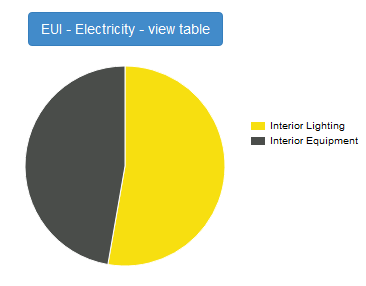 EUI - Electricity - view table
Interior Lighting
Interior Equipment